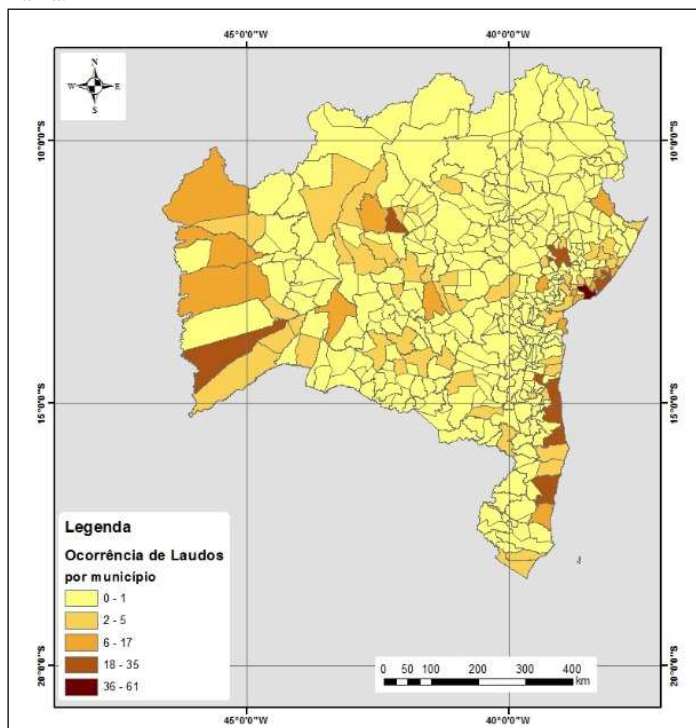 45°0'0"W 40°0'0"W
N
W E
S
10°0'0"S 10°0'0"S
15°0'0"S 15°0'0"S
20°0'0"S 20°0'0"S
Legenda
Ocorrência de Laudos
por município
0 - 1
2 - 5
6 - 17
18 - 35
36 - 61
0 50 100 200 300 400
km
45°0'0"W 40°0'0"W